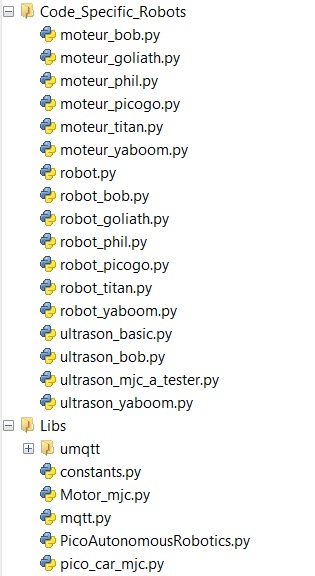 Code_Specific_Robots
moteur_bob.py
moteur_goliath.py
moteur_phil.py
moteur_picogo.py
moteur_titan.py
moteur_yaboom.py
robot.py
robot_bob.py
robot_goliath.py
robot_phil.py
robot_picogo.py
robot_titan.py
robot_yaboom.py
ultrason_basic.py
ultrason_bob.py
ultrason_mjc_a_tester.py
ultrason_yaboom.py
Libs
umqtt
constants.py
Motor_mjc.py
mqtt.py
PicoAutonomousRobotics.py
pico_car_mjc.py